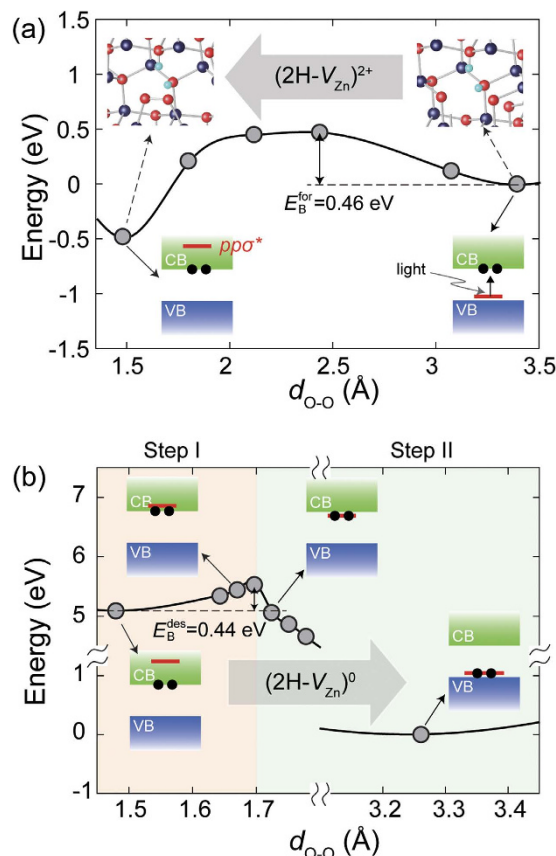 (a)
1.5
1
0.5
0
-0.5
-1
-1.5
Energy (eV)
(2H-V_Zn)^2+
E_B^for=0.46 eV
ppσ*
CB
VB
light
CB
VB
1.5 2 2.5 3 3.5
d_O-O (Å)
(b)
Step I Step II
7
6
5
1
0
-1
Energy (eV)
CB
VB
CB
VB
E_B^des=0.44 eV
CB
VB
(2H-V_Zn)^0
CB
VB
1.5 1.6 1.7 3.2 3.3 3.4
d_O-O (Å)